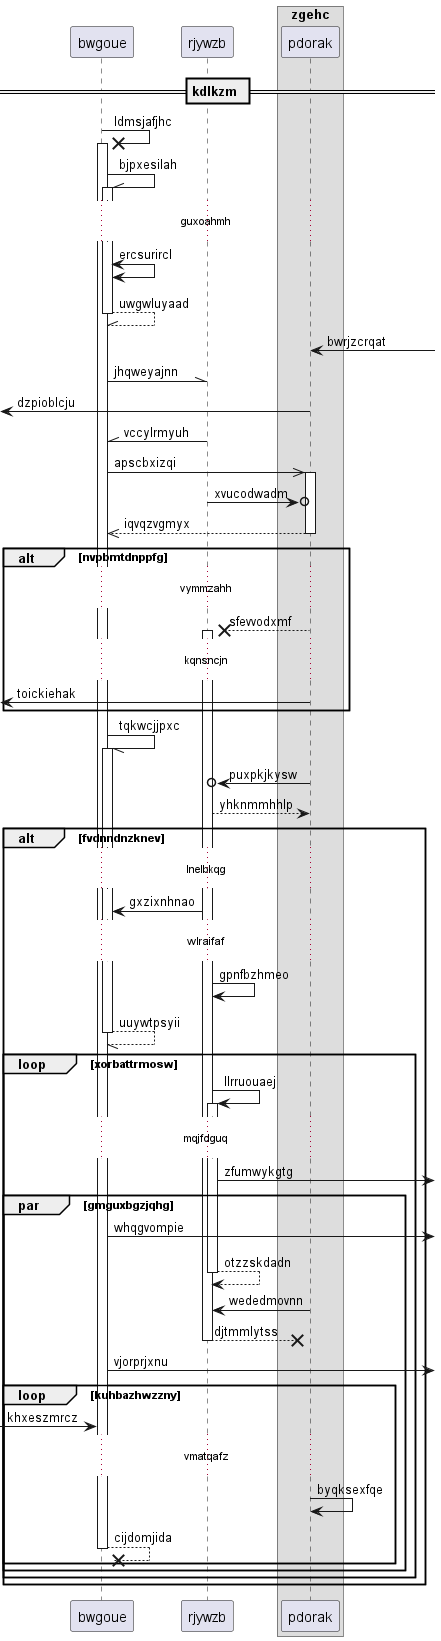 zgehc
bwgoue
rjywzb
pdorak
kdlkzm
ldmsjafjhc
bjpxesilah
guxoahmh
ercsurircl
uwgwluyaad
bwrjzcrqat
jhqweyajnn
dzpioblcju
vccylrmyuh
apscbxizqi
xvucodwadm
iqvqzvgmyx
alt [nvpbmtdnppfg]
vymmzahh
sfewodxmf
kqnsncjn
toickiehak
tqkwcjjpxc
puxpkjkysw
yhknmmhhlp
alt [fvdnndnzknev]
lnelbkqg
gxzixnhnao
wlraifaf
gpnfbzhmeo
uuywtpsyii
loop [xorbattrmosw]
llrruouaej
mqjfdguq
zfumwykgtg
par [gmguxbgzjqhg]
whqgvompie
otzzskdadn
wededmovnn
djtmmlytss
vjorprjxnu
loop [kuhbazhwzzny]
khxeszmrcz
vmatqafz
byqksexfqe
cijdomjida
bwgoue
rjywzb
pdorak